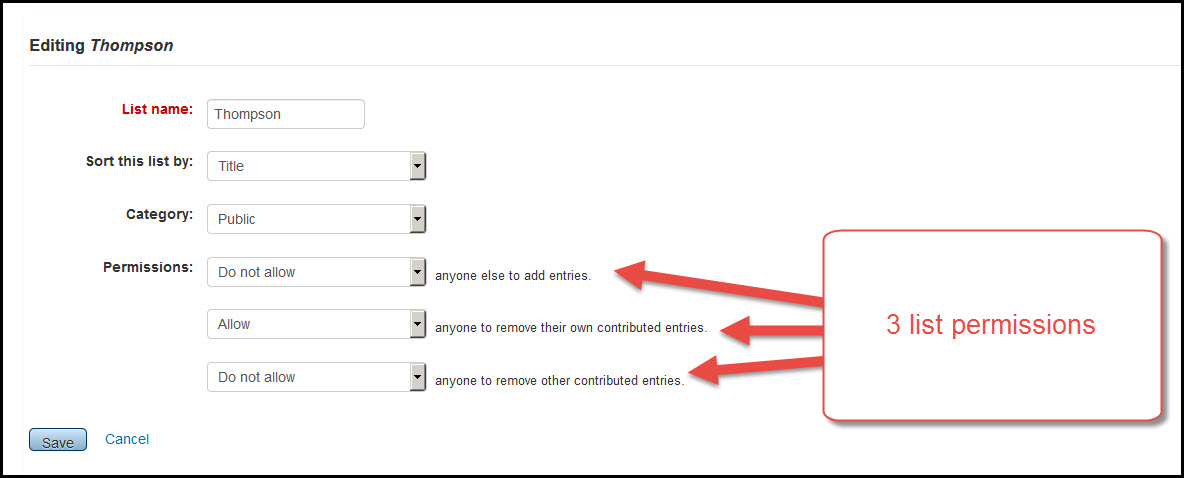 Editing Thompson
List name: Thompson
Sort this list by: Title
Category: Public
Permissions: Do not allow anyone else to add entries.
Allow anyone to remove their own contributed entries.
Do not allow anyone to remove other contributed entries.
3 list permissions
Save Cancel